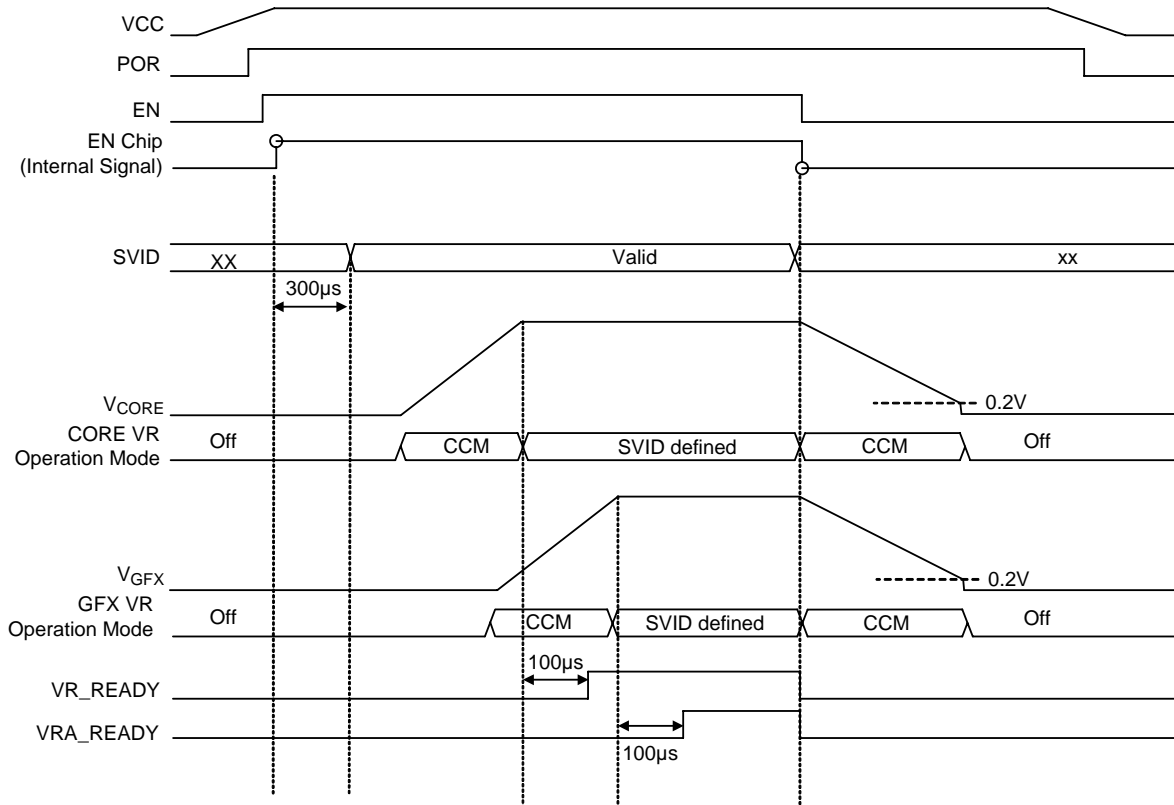 VCC
POR
EN
EN Chip
(Internal Signal)
SVID
XX
Valid
xx
300µs
VCORE
0.2V
CORE VR
Operation Mode
Off
CCM
SVID defined
CCM
Off
VGFX
0.2V
GFX VR
Operation Mode
Off
CCM
SVID defined
CCM
Off
100µs
VR_READY
VRA_READY
100µs